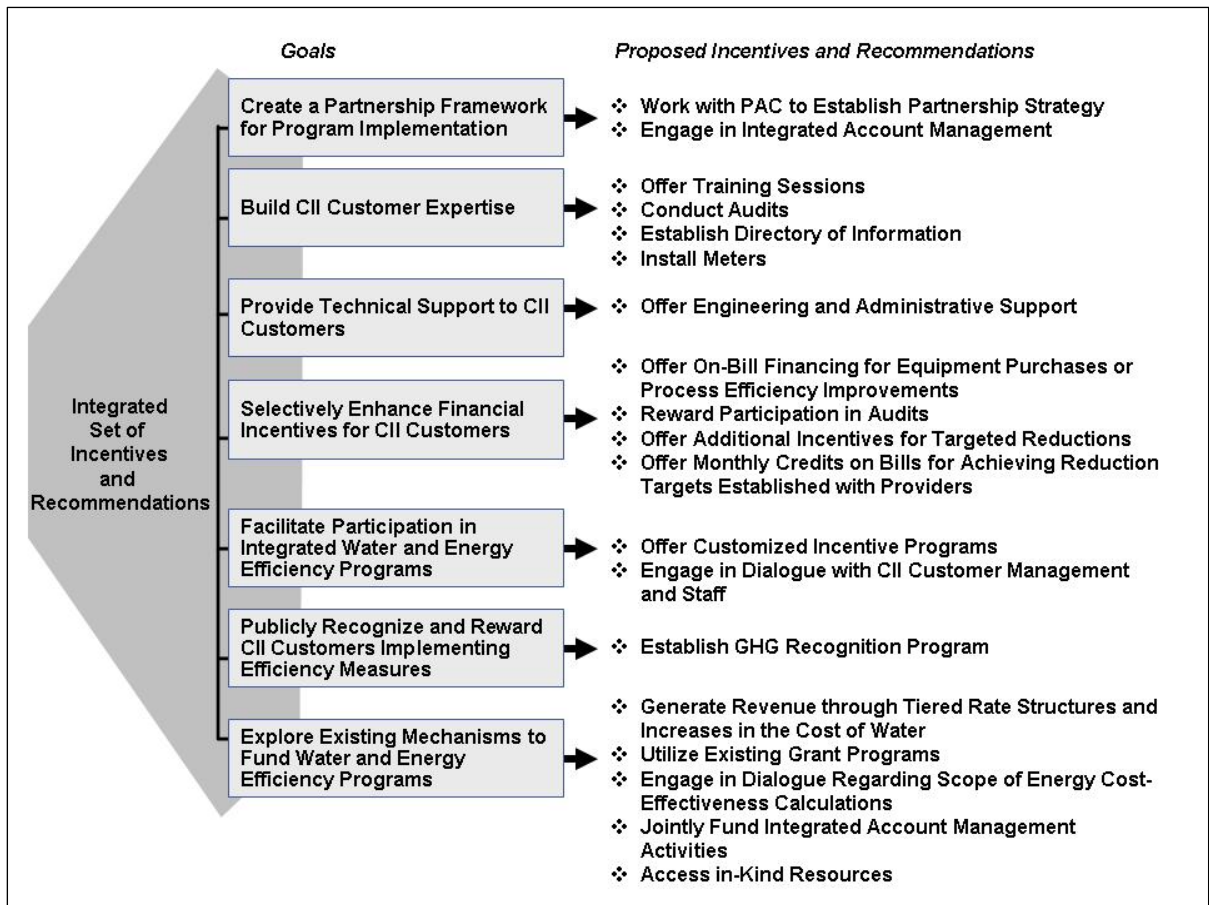 Goals
Proposed Incentives and Recommendations
Integrated
Set of
Incentives
and
Recommendations
Create a Partnership Framework
for Program Implementation
❖ Work with PAC to Establish Partnership Strategy
❖ Engage in Integrated Account Management
Build CII Customer Expertise
❖ Offer Training Sessions
❖ Conduct Audits
❖ Establish Directory of Information
❖ Install Meters
Provide Technical Support to CII
Customers
❖ Offer Engineering and Administrative Support
Selectively Enhance Financial
Incentives for CII Customers
❖ Offer On-Bill Financing for Equipment Purchases or
Process Efficiency Improvements
❖ Reward Participation in Audits
❖ Offer Additional Incentives for Targeted Reductions
❖ Offer Monthly Credits on Bills for Achieving Reduction
Targets Established with Providers
Facilitate Participation in
Integrated Water and Energy
Efficiency Programs
❖ Offer Customized Incentive Programs
❖ Engage in Dialogue with CII Customer Management
and Staff
Publicly Recognize and Reward
CII Customers Implementing
Efficiency Measures
❖ Establish GHG Recognition Program
Explore Existing Mechanisms to
Fund Water and Energy
Efficiency Programs
❖ Generate Revenue through Tiered Rate Structures and
Increases in the Cost of Water
❖ Utilize Existing Grant Programs
❖ Engage in Dialogue Regarding Scope of Energy Cost-
Effectiveness Calculations
❖ Jointly Fund Integrated Account Management
Activities
❖ Access in-Kind Resources